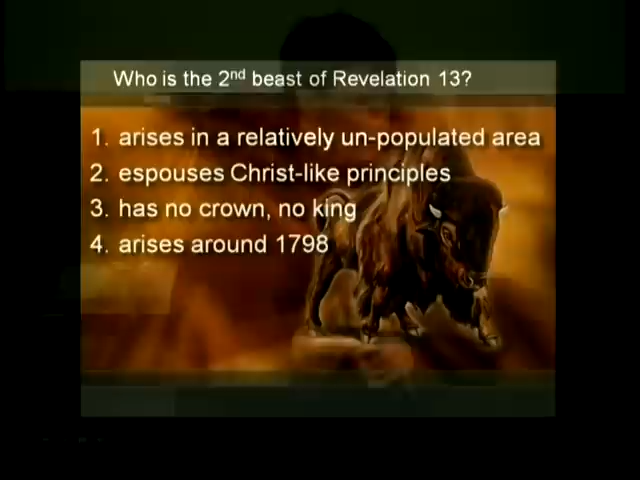 Who is the 2nd beast of Revelation 13?
1. arises in a relatively un-populated area
2. espouses Christ-like principles
3. has no crown, no king
4. arises around 1798